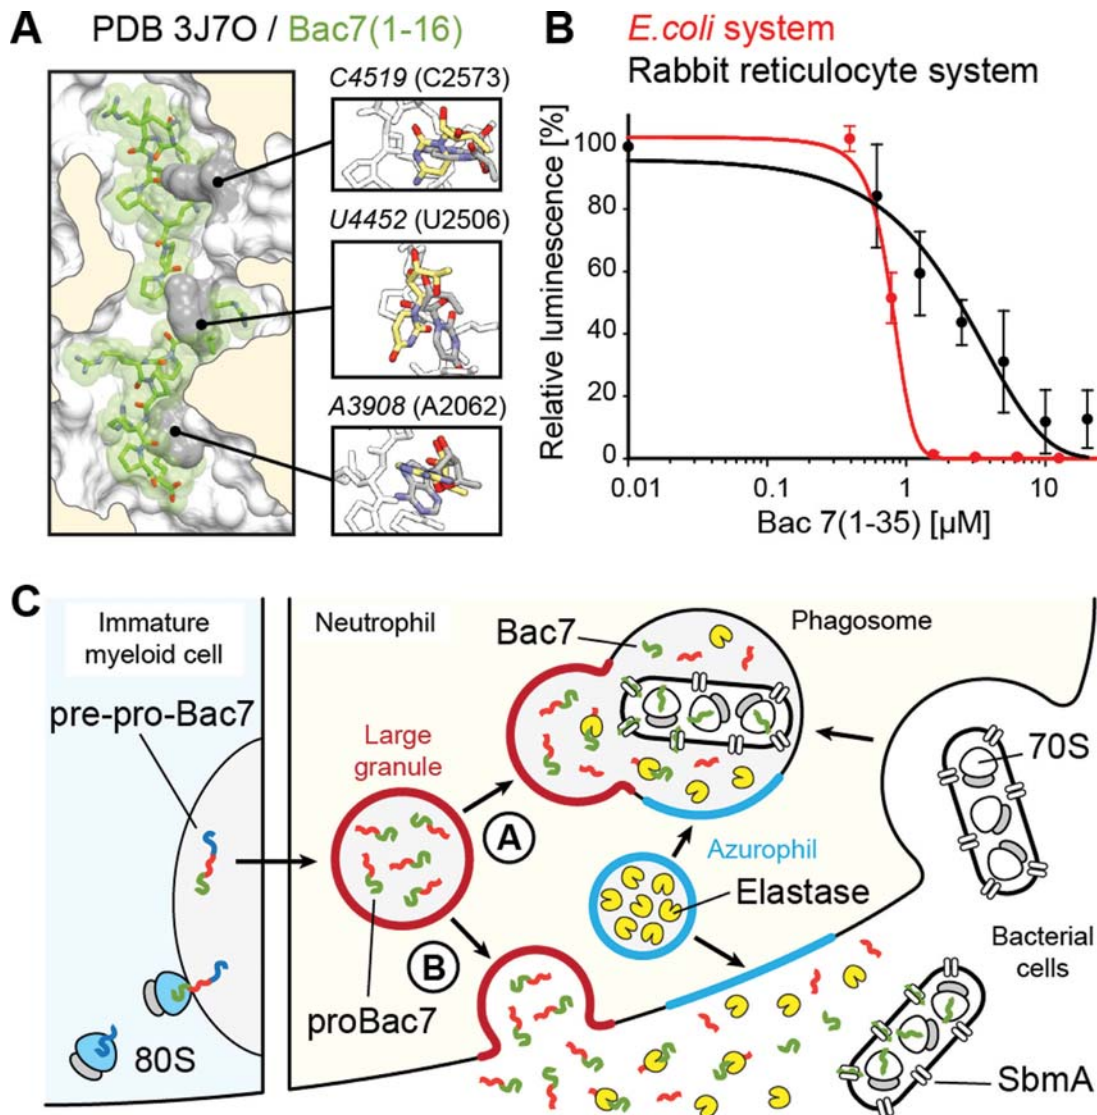 A
PDB 3J7O / Bac7(1-16)
C4519 (C2573)
U4452 (U2506)
A3908 (A2062)
B
E.coli system
Rabbit reticulocyte system
Relative luminescence [%]
100
80
60
40
20
0
0.01
0.1
1
10
Bac 7(1-35) [µM]
C
Immature
myeloid cell
pre-pro-Bac7
80S
Neutrophil
Large
granule
proBac7
A
B
Bac7
Phagosome
Azurophil
Elastase
70S
Bacterial
cells
SbmA